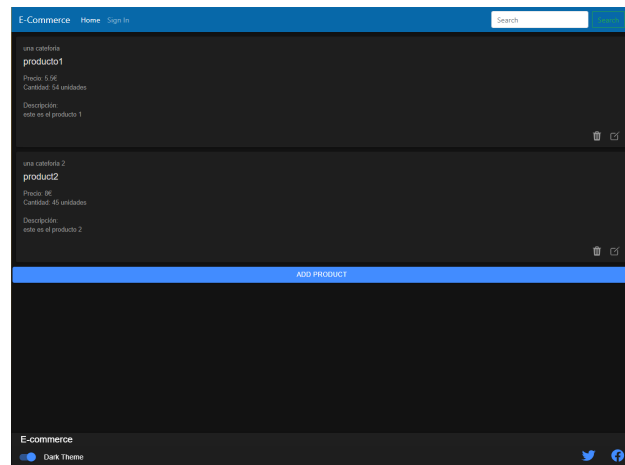 E-Commerce Home Sign In Search Search
una cateforia
producto1
Precio: 5.5€
Cantidad: 54 unidades
Descripción:
este es el producto 1
una cateforia 2
product2
Precio: 8€
Cantidad: 45 unidades
Descripción:
este es el producto 2
ADD PRODUCT
E-commerce
Dark Theme